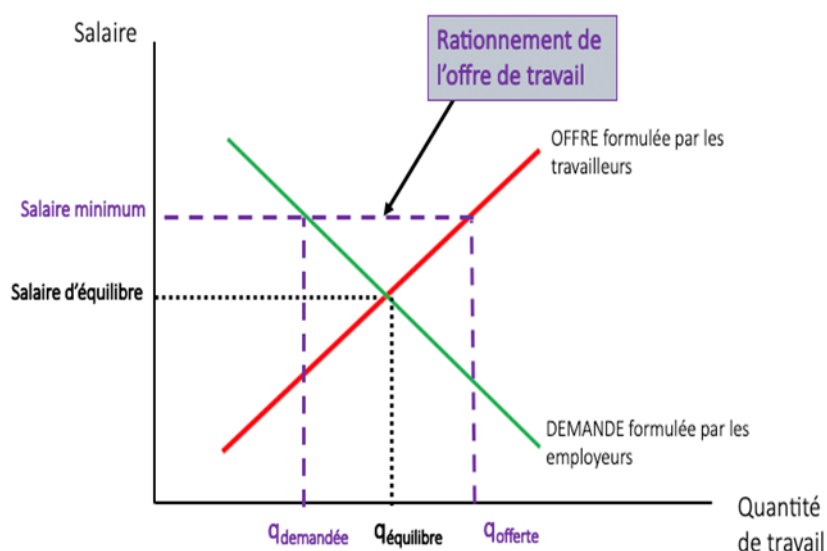 Salaire
Rationnement de
l'offre de travail
OFFRE formulée par les
travailleurs
Salaire minimum
Salaire d'équilibre
DEMANDE formulée par les
employeurs
Quantité
de travail
qdemandée
qéquilibre
qofferte